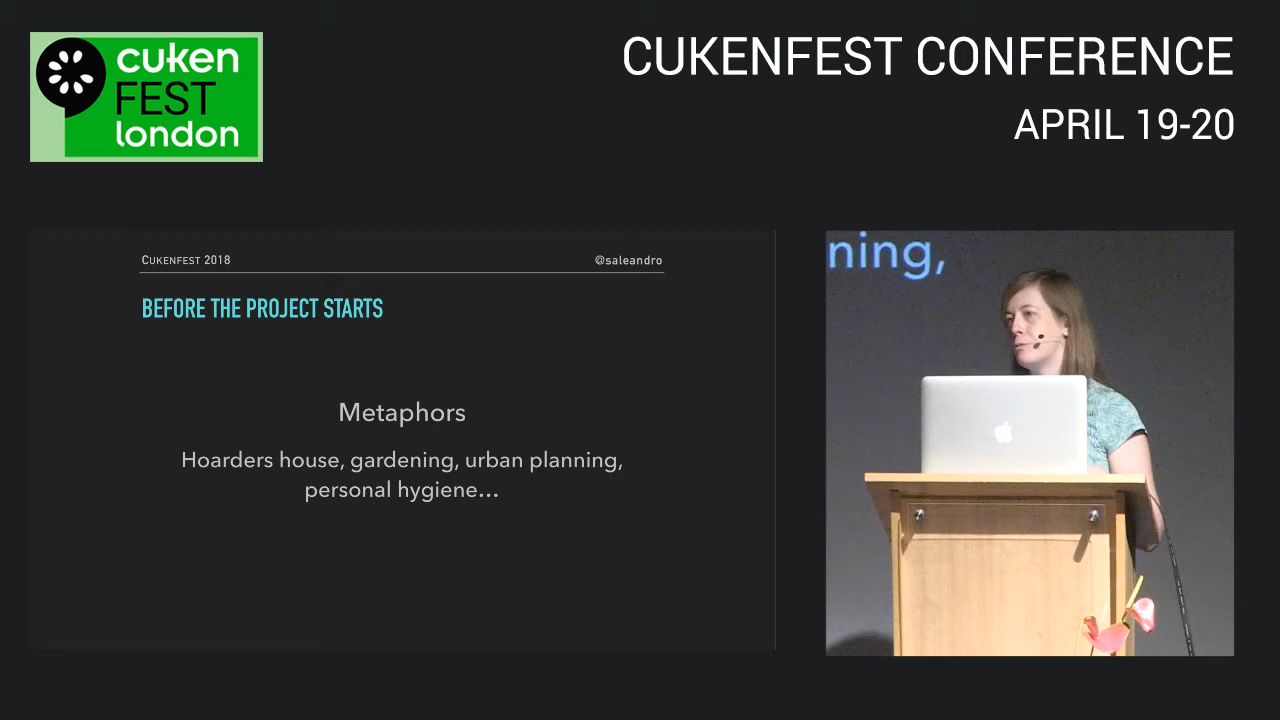 cuken
FEST
london
CUKENFEST CONFERENCE
APRIL 19-20
CUKENFEST 2018
@saleandro
BEFORE THE PROJECT STARTS
Metaphors
Hoarders house, gardening, urban planning,
personal hygiene...
ning,